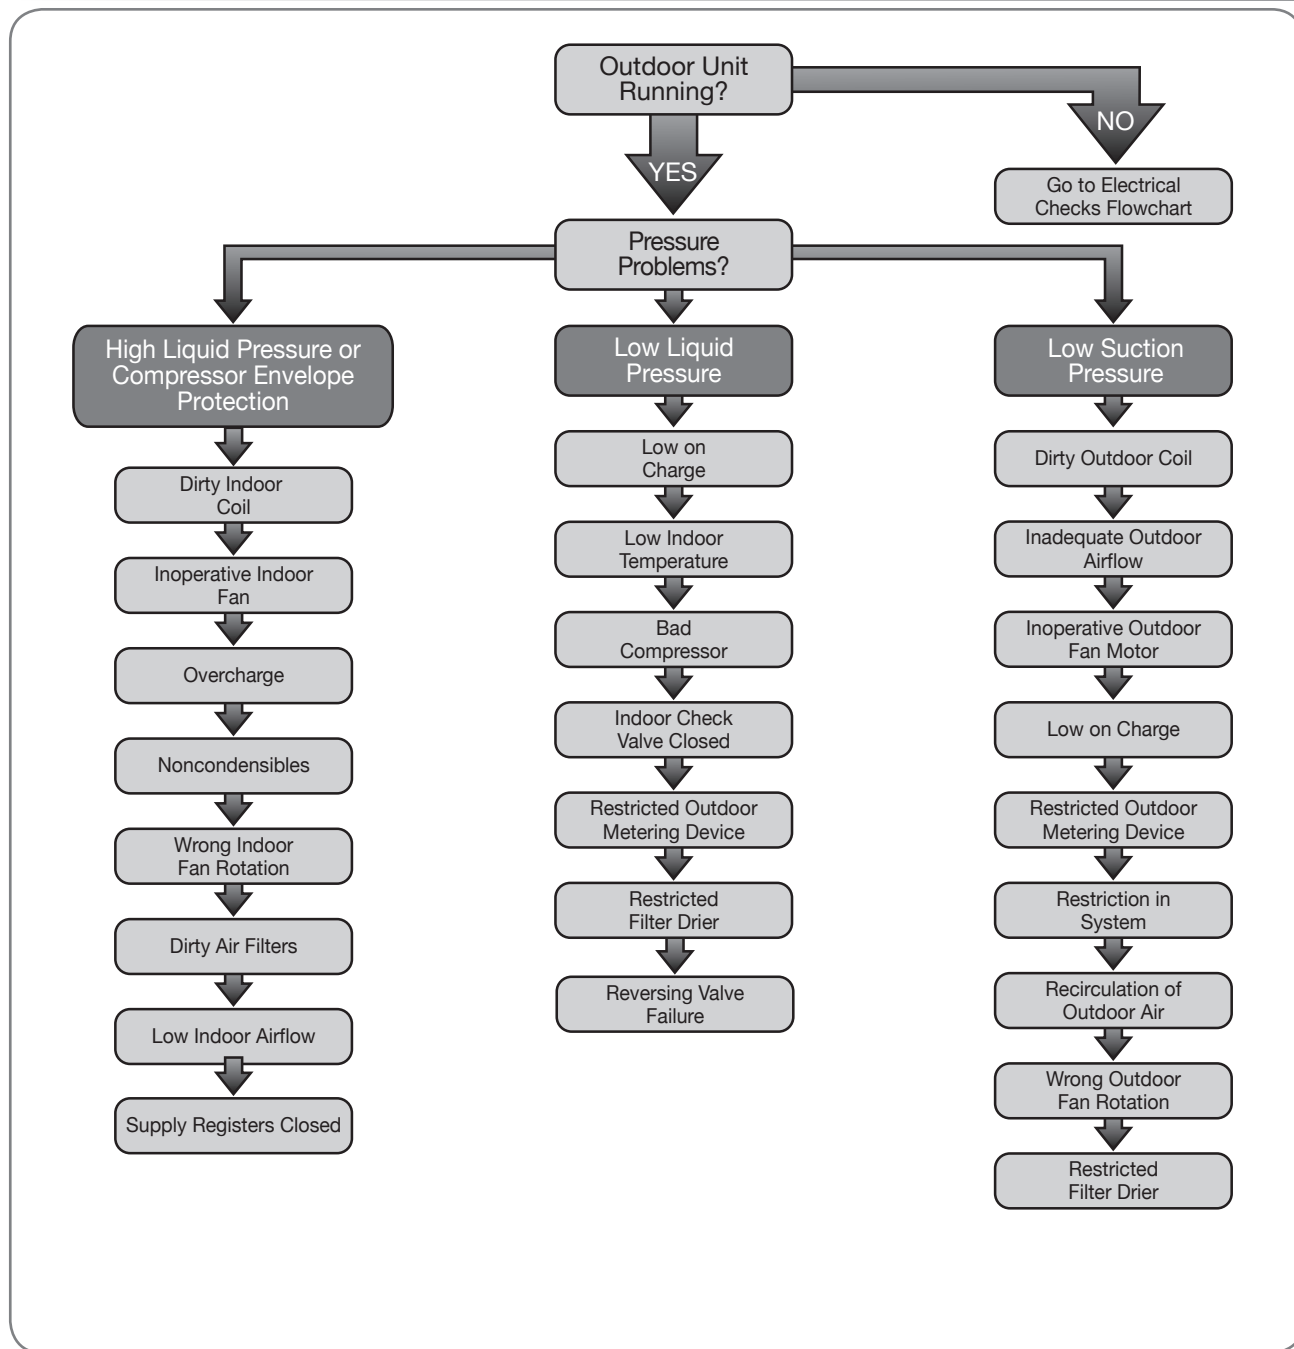 Outdoor Unit
Running?
NO
YES
Go to Electrical
Checks Flowchart
Pressure
Problems?
High Liquid Pressure or
Compressor Envelope
Protection
Dirty Indoor
Coil
Inoperative Indoor
Fan
Overcharge
Noncondensibles
Wrong Indoor
Fan Rotation
Dirty Air Filters
Low Indoor Airflow
Supply Registers Closed
Low Liquid
Pressure
Low on
Charge
Low Indoor
Temperature
Bad
Compressor
Indoor Check
Valve Closed
Restricted Outdoor
Metering Device
Restricted
Filter Drier
Reversing Valve
Failure
Low Suction
Pressure
Dirty Outdoor Coil
Inadequate Outdoor
Airflow
Inoperative Outdoor
Fan Motor
Low on Charge
Restricted Outdoor
Metering Device
Restriction in
System
Recirculation of
Outdoor Air
Wrong Outdoor
Fan Rotation
Restricted
Filter Drier